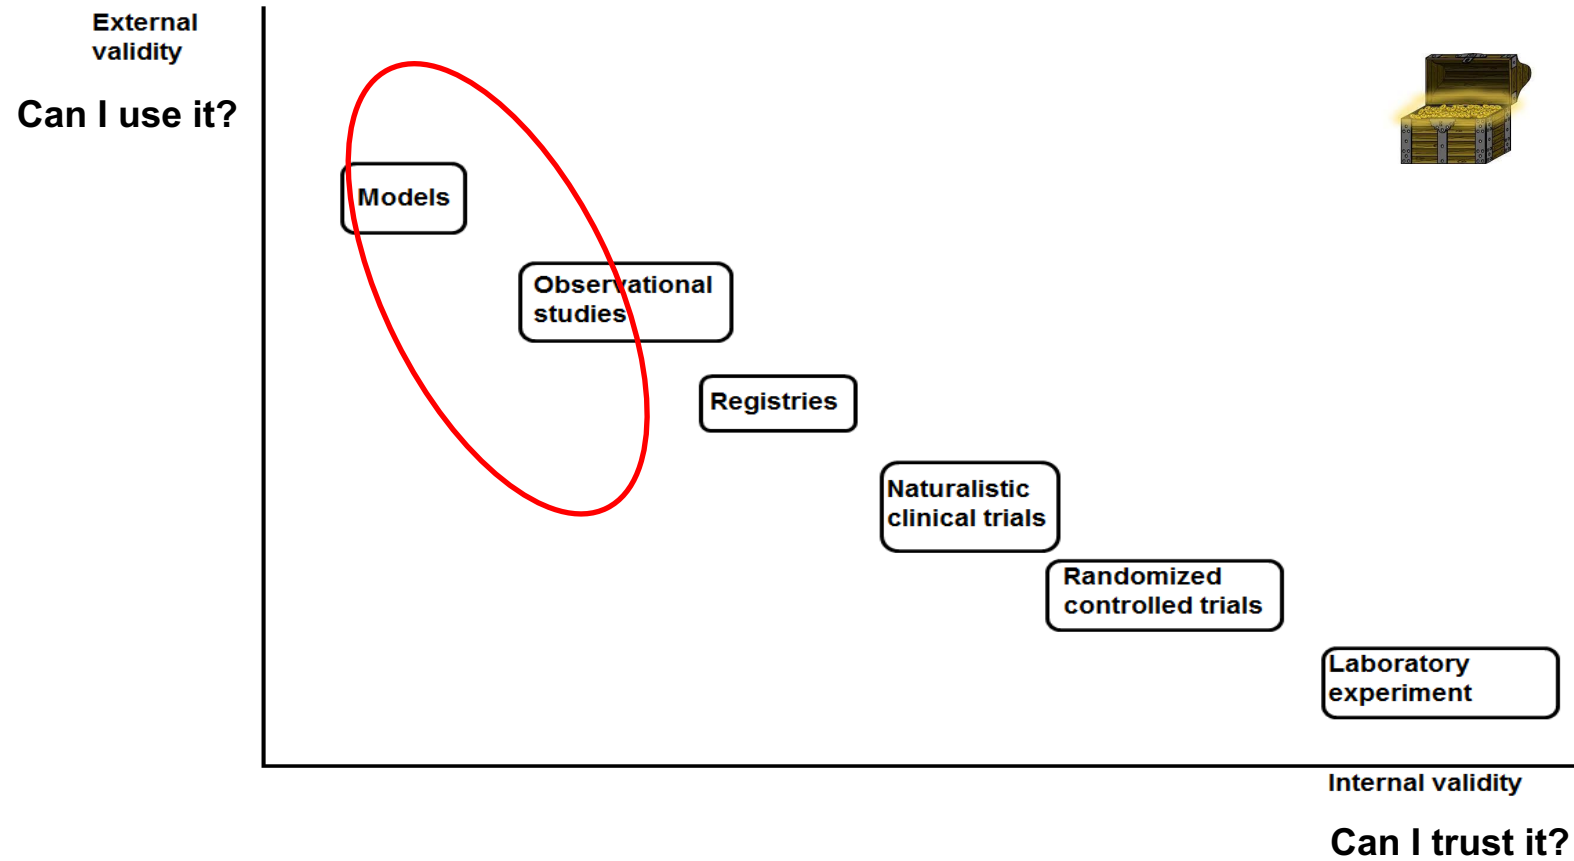 External
validity
Can I use it?
Models
Observational
studies
Registries
Naturalistic
clinical trials
Randomized
controlled trials
Laboratory
experiment
Internal validity
Can I trust it?